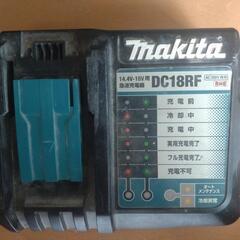 makita
14.4V-18V用
急速充電器 DC18RF
充電前
冷却中
充電中
実用充電完了
フル充電完了
充電不可
オート
メンテナンス
冷却装置